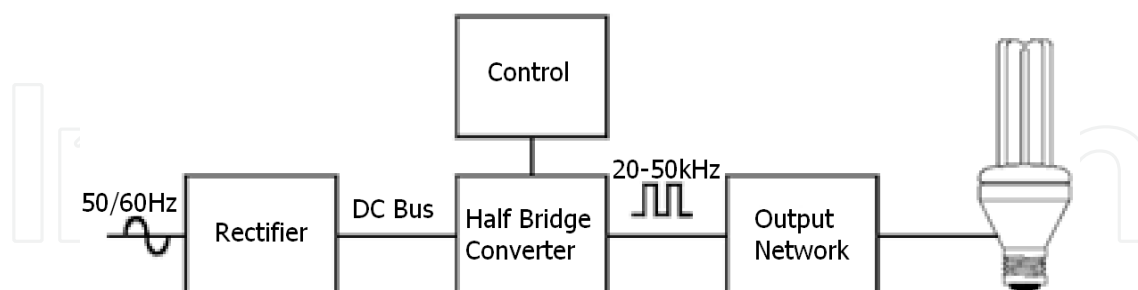 Control
50/60Hz
Rectifier
DC Bus
Half Bridge
Converter
20-50kHz
Output
Network